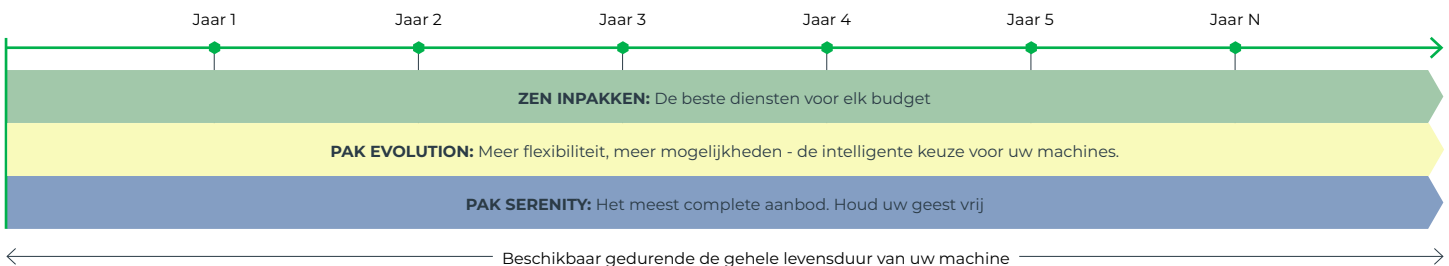 Jaar 1 Jaar 2 Jaar 3 Jaar 4 Jaar 5 Jaar N
ZEN INPAKKEN: De beste diensten voor elk budget
PAK EVOLUTION: Meer flexibiliteit, meer mogelijkheden - de intelligente keuze voor uw machines.
PAK SERENITY: Het meest complete aanbod. Houd uw geest vrij
Beschikbaar gedurende de gehele levensduur van uw machine